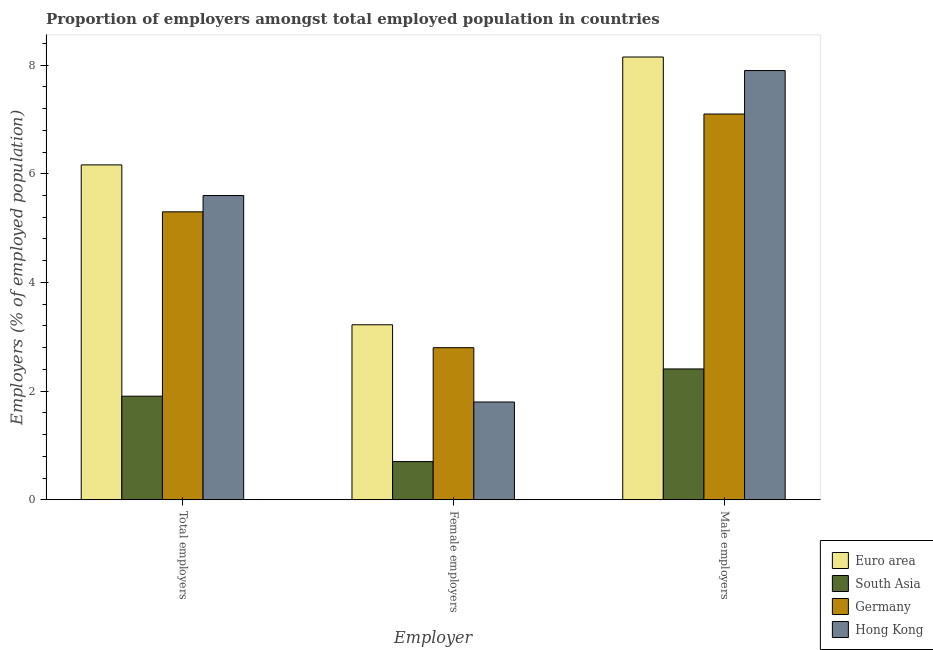 Proportion of employers amongst total employed population in countries
Employers (% of employed population)
8
6
4
2
0
Total employers
Female employers
Male employers
Employer
Euro area
South Asia
Germany
Hong Kong